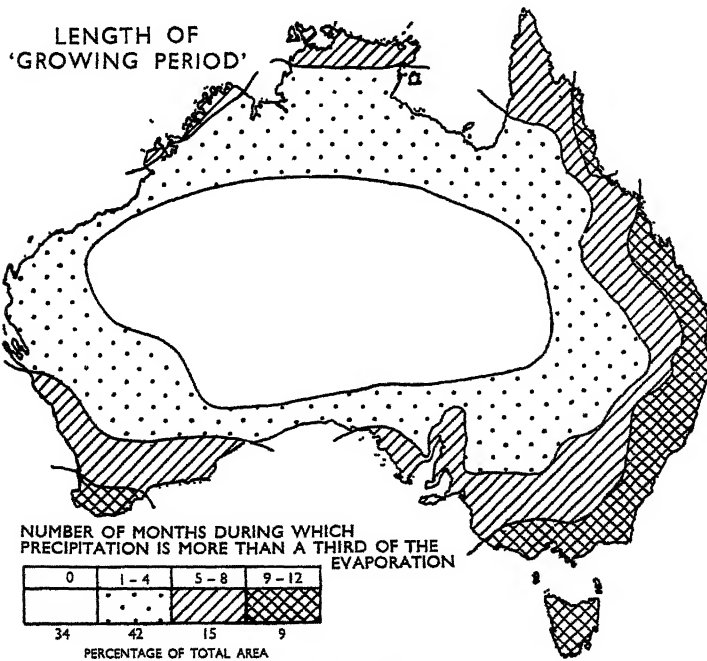 LENGTH OF
'GROWING PERIOD'
NUMBER OF MONTHS DURING WHICH
PRECIPITATION IS MORE THAN A THIRD OF THE
EVAPORATION
0 1-4 5-8 9-12
34 42 15 9
PERCENTAGE OF TOTAL AREA